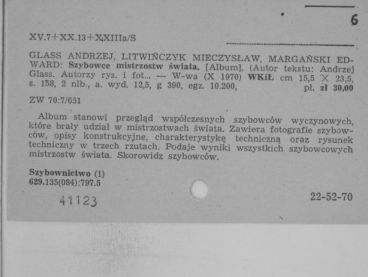 6
XV.7+XX.13+XXIIIa/S
GLASS ANDRZEJ, LITWIŃCZYK MIECZYSŁAW, MARGAŃSKI ED-
WARD: Szybowce mistrzostw świata. [Album]. (Autor tekstu: Andrzej
Glass. Autorzy rys. i fot... — W-wa (X 1970) WKiŁ cm 15,5 X 23,5,
s. 158, 2 nlb., a. wyd. 12,5, g 390, egz. 10.200, pł. zł 30,00
ZW 70:7/651
Album stanowi przegląd współczesnych szybowców wyczynowych,
które brały udział w mistrzostwach świata. Zawiera fotografie szybow-
ców, opisy konstrukcyjne, charakterystykę techniczną oraz rysunek
techniczny w trzech rzutach. Podaje wyniki wszystkich szybowcowych
mistrzostw świata. Skorowidz szybowców.
Szybownictwo (1)
629.135(084):797.5
41123
22-52-70